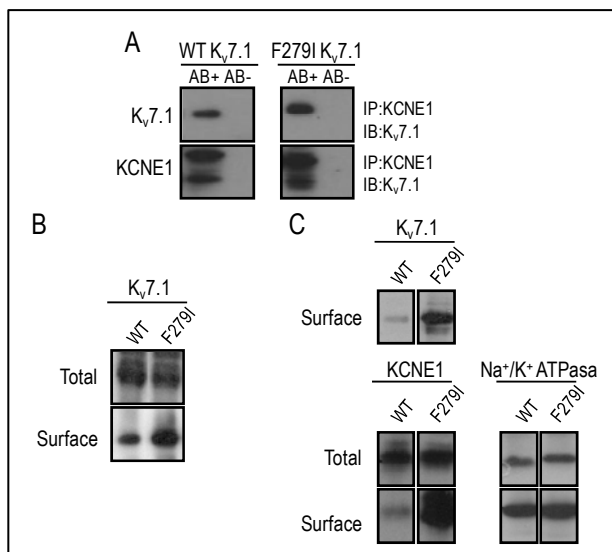 A
WT Kv7.1 F279I Kv7.1
AB+ AB- AB+ AB-
Kv7.1 IP:KCNE1
IB:Kv7.1
KCNE1 IP:KCNE1
IB:Kv7.1
B
Kv7.1
WT F279I
Total
Surface
C
Kv7.1
WT F279I
Surface
KCNE1 Na⁺/K⁺ ATPasa
WT F279I WT F279I
Total
Surface